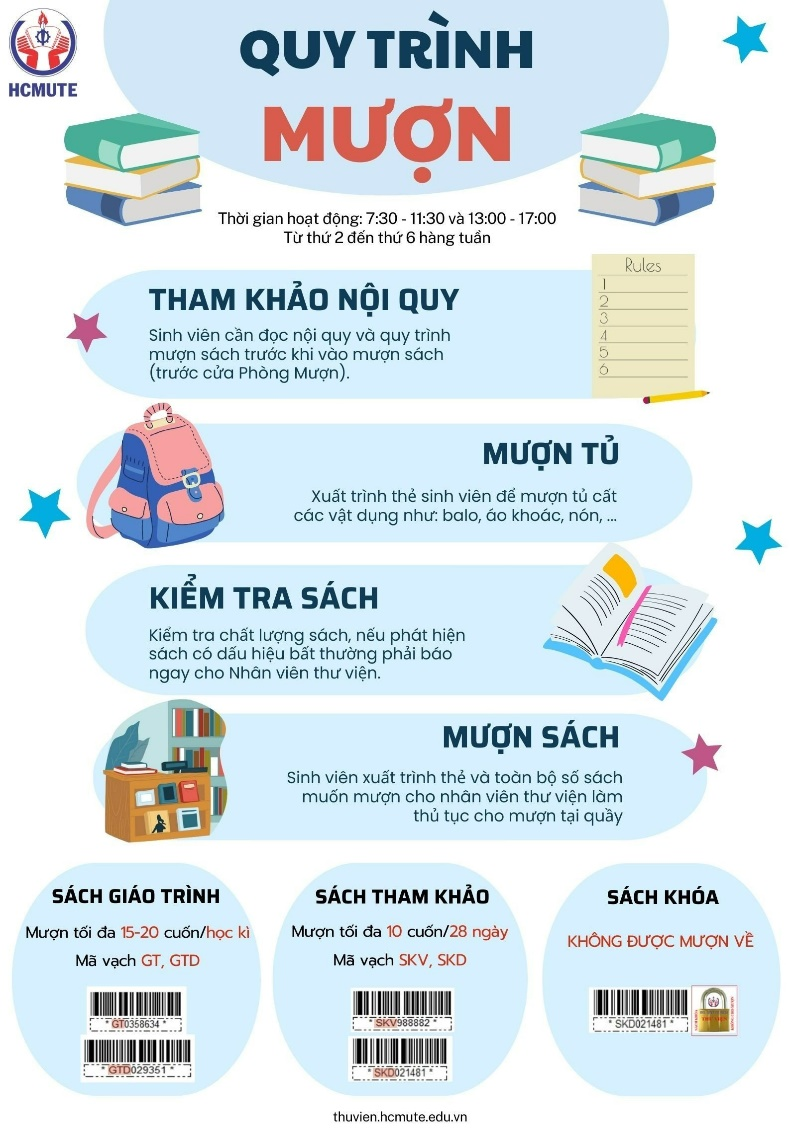 HCMUTE
QUY TRÌNH
MƯỢN
Thời gian hoạt động: 7:30 - 11:30 và 13:00 - 17:00
Từ thứ 2 đến thứ 6 hàng tuần
Rules
1
2
3
4
5
6
THAM KHẢO NỘI QUY
Sinh viên cần đọc nội quy và quy trình
mượn sách trước khi vào mượn sách
(trước cửa Phòng Mượn).
MƯỢN TỦ
Xuất trình thẻ sinh viên để mượn tủ cất
các vật dụng như: balo, áo khoác, nón, ...
KIỂM TRA SÁCH
Kiểm tra chất lượng sách, nếu phát hiện
sách có dấu hiệu bất thường phải báo
ngay cho Nhân viên thư viện.
MƯỢN SÁCH
Sinh viên xuất trình thẻ và toàn bộ số sách
muốn mượn cho nhân viên thư viện làm
thủ tục cho mượn tại quầy
SÁCH GIÁO TRÌNH
Mượn tối đa 15-20 cuốn/học kì
Mã vạch GT, GTD
* GT0358634 *
* GTD029351 *
SÁCH THAM KHẢO
Mượn tối đa 10 cuốn/28 ngày
Mã vạch SKV, SKD
* SKV988882 *
* SKD021481 *
SÁCH KHÓA
KHÔNG ĐƯỢC MƯỢN VỀ
* SKD021481 *
thuvien.hcmute.edu.vn